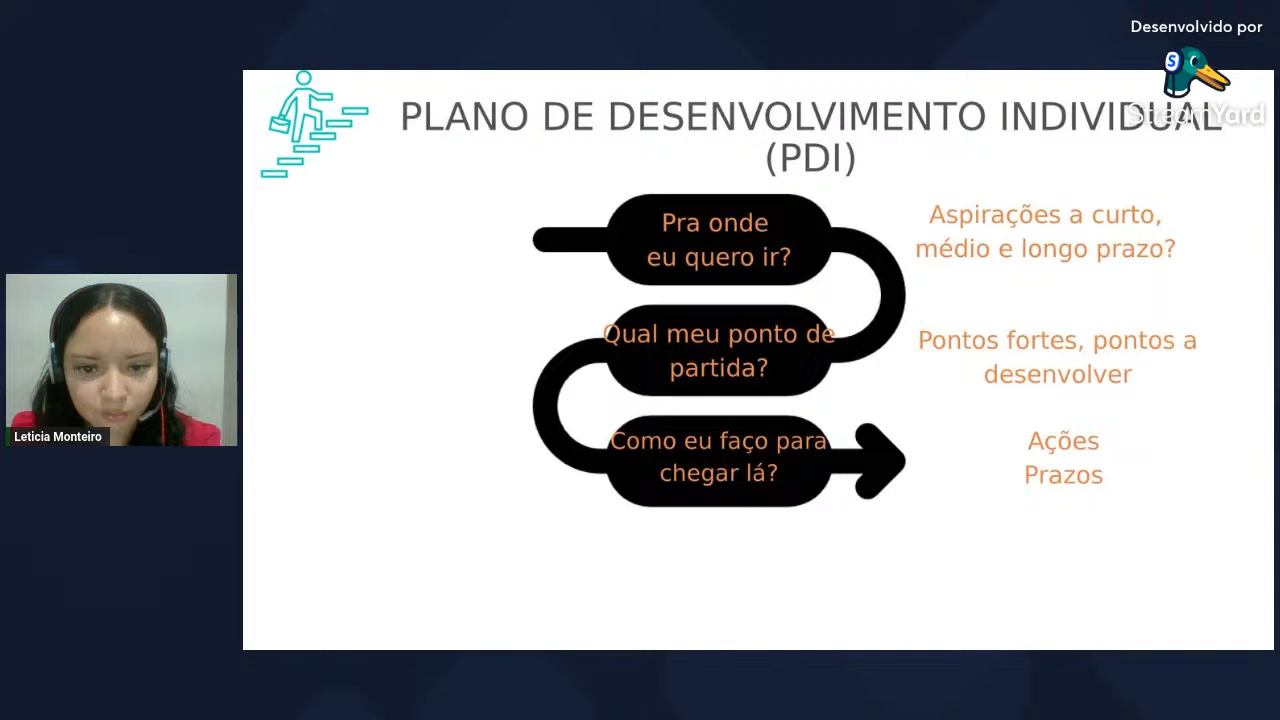 Desenvolvido por
StreamYard
PLANO DE DESENVOLVIMENTO INDIVIDUAL
(PDI)
Pra onde
eu quero ir?
Aspirações a curto,
médio e longo prazo?
Qual meu ponto de
partida?
Pontos fortes, pontos a
desenvolver
Como eu faço para
chegar lá?
Ações
Prazos
Leticia Monteiro